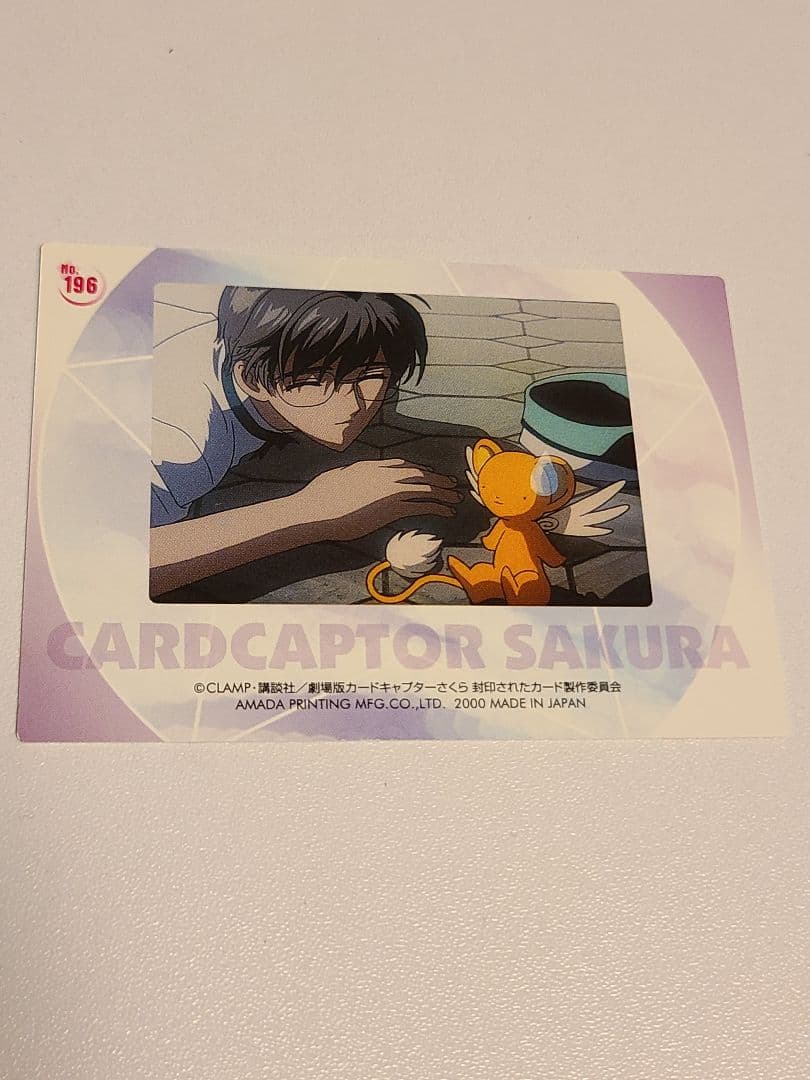 No.
196
CARDCAPTOR SAKURA
©CLAMP・講談社／劇場版カードキャプターさくら 封印されたカード製作委員会
AMADA PRINTING MFG.CO.,LTD. 2000 MADE IN JAPAN